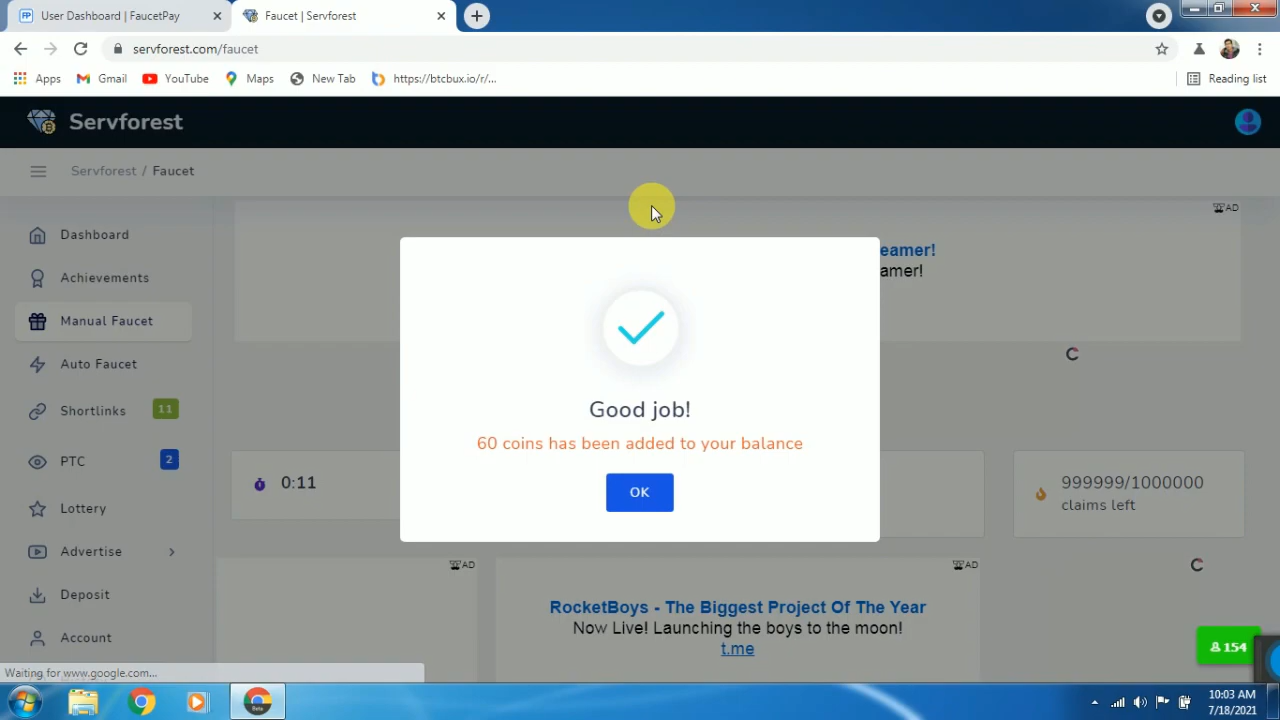 User Dashboard | FaucetPay
Faucet | Servforest
servforest.com/faucet
Apps
Gmail
YouTube
Maps
New Tab
https://btcbux.io/r/...
Reading list
Servforest
Servforest / Faucet
AD
Dashboard
Achievements
Manual Faucet
Auto Faucet
Shortlinks 11
PTC 2
Lottery
Advertise
Deposit
Account
eamer!
amer!
Good job!
60 coins has been added to your balance
OK
0:11
999999/1000000
claims left
AD
AD
RocketBoys - The Biggest Project Of The Year
Now Live! Launching the boys to the moon!
t.me
154
Waiting for www.google.com...
Beta
10:03 AM
7/18/2021